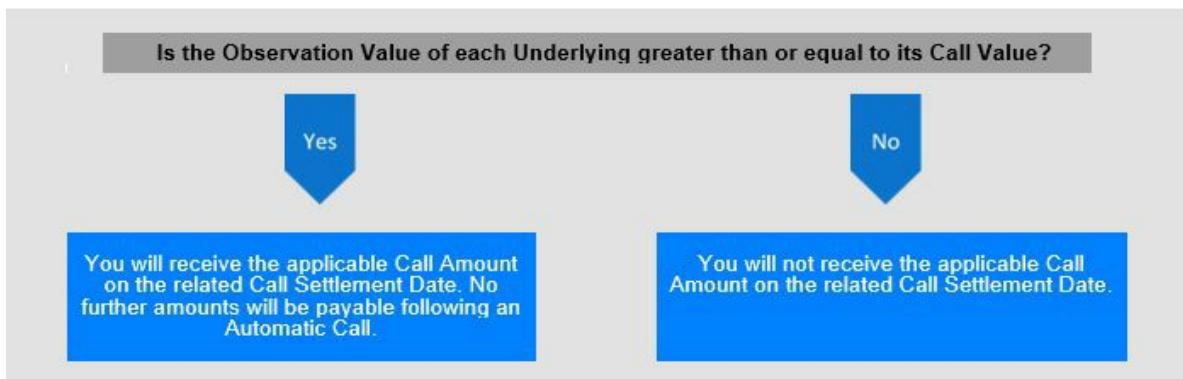 Is the Observation Value of each Underlying greater than or equal to its Call Value?
Yes
No
You will receive the applicable Call Amount
on the related Call Settlement Date. No
further amounts will be payable following an
Automatic Call.
You will not receive the applicable Call
Amount on the related Call Settlement Date.